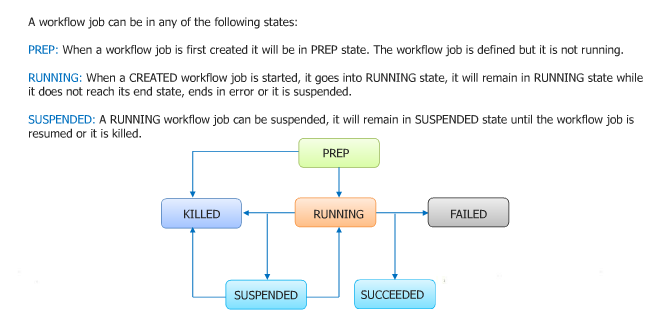 A workflow job can be in any of the following states:
PREP: When a workflow job is first created it will be in PREP state. The workflow job is defined but it is not running.
RUNNING: When a CREATED workflow job is started, it goes into RUNNING state, it will remain in RUNNING state while
it does not reach its end state, ends in error or it is suspended.
SUSPENDED: A RUNNING workflow job can be suspended, it will remain in SUSPENDED state until the workflow job is
resumed or it is killed.
PREP
KILLED
RUNNING
FAILED
SUSPENDED
SUCCEEDED